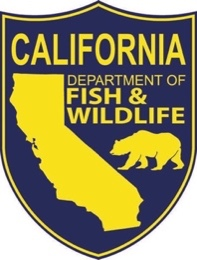 CALIFORNIA
DEPARTMENT OF
FISH &
WILDLIFE